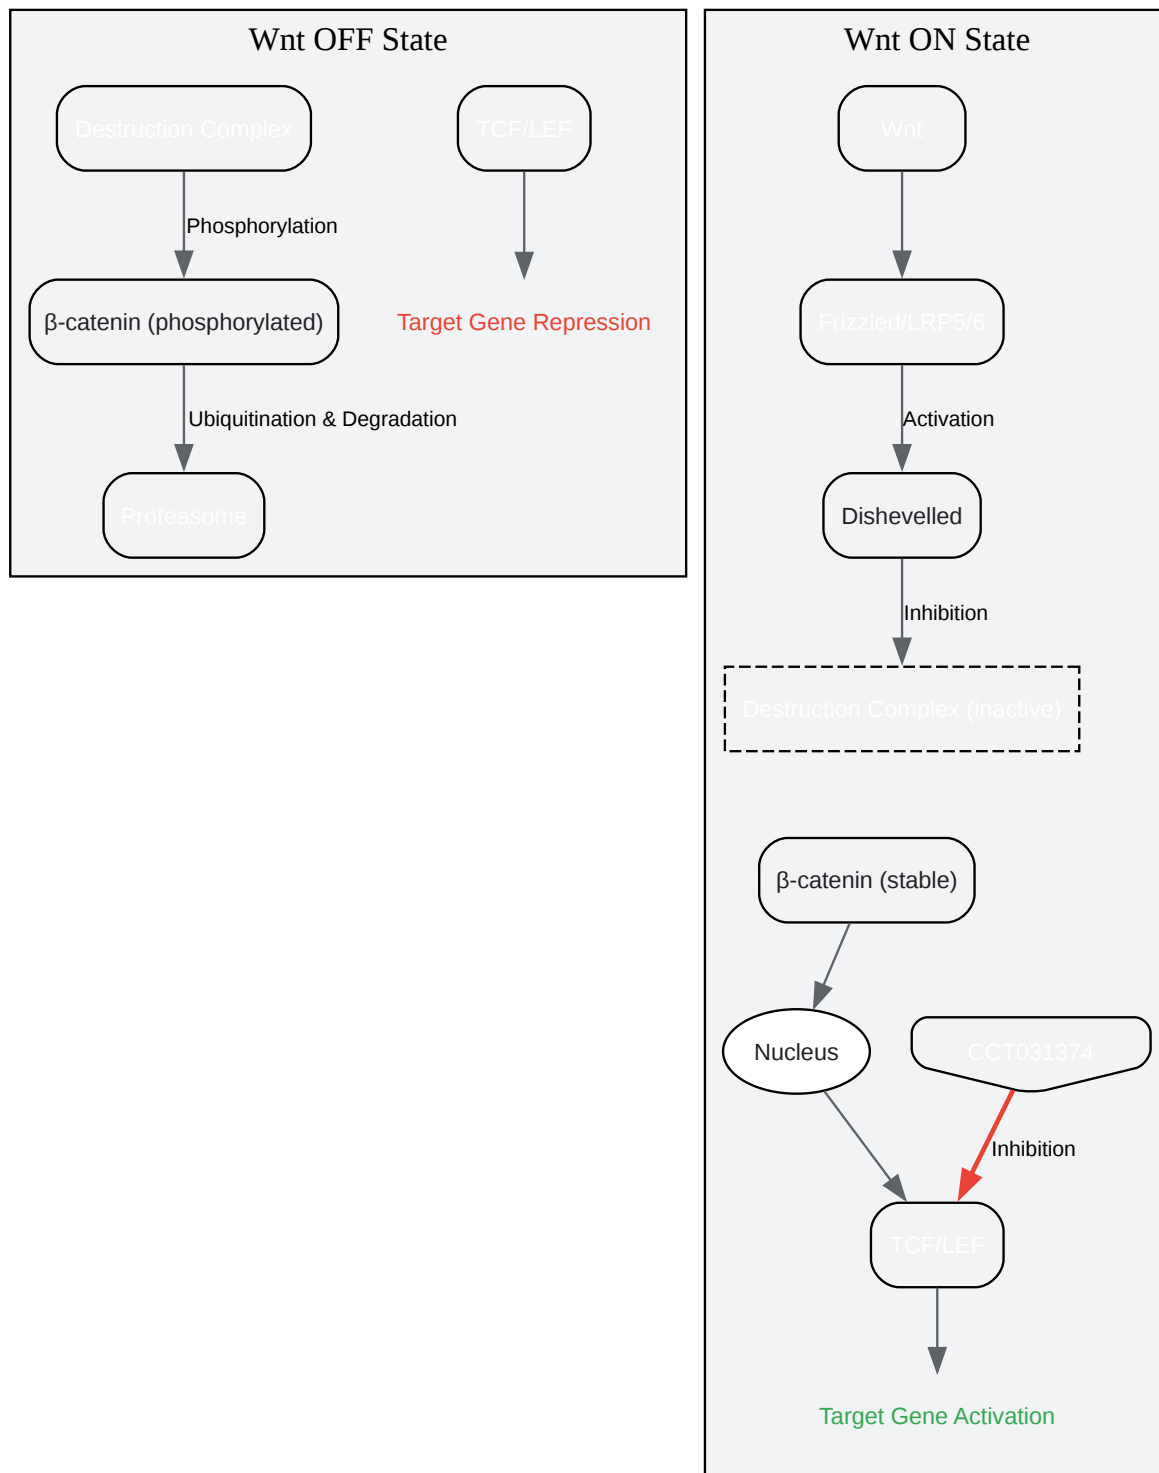 Wnt OFF State
Destruction Complex
TCF/LEF
Phosphorylation
β-catenin (phosphorylated)
Target Gene Repression
Ubiquitination & Degradation
Proteasome
Wnt ON State
Wnt
Frizzled/LRP5/6
Activation
Dishevelled
Inhibition
Destruction Complex (inactive)
β-catenin (stable)
Nucleus
CCT031374
Inhibition
TCF/LEF
Target Gene Activation